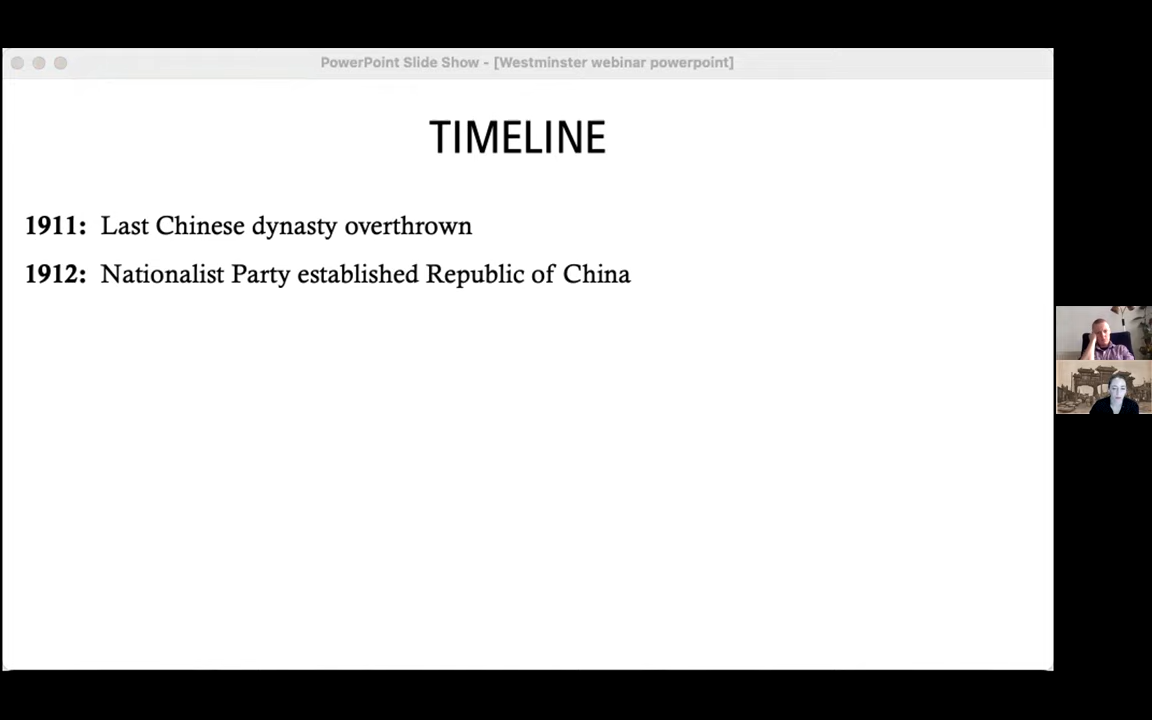 PowerPoint Slide Show - [Westminster webinar powerpoint]
TIMELINE
1911: Last Chinese dynasty overthrown
1912: Nationalist Party established Republic of China